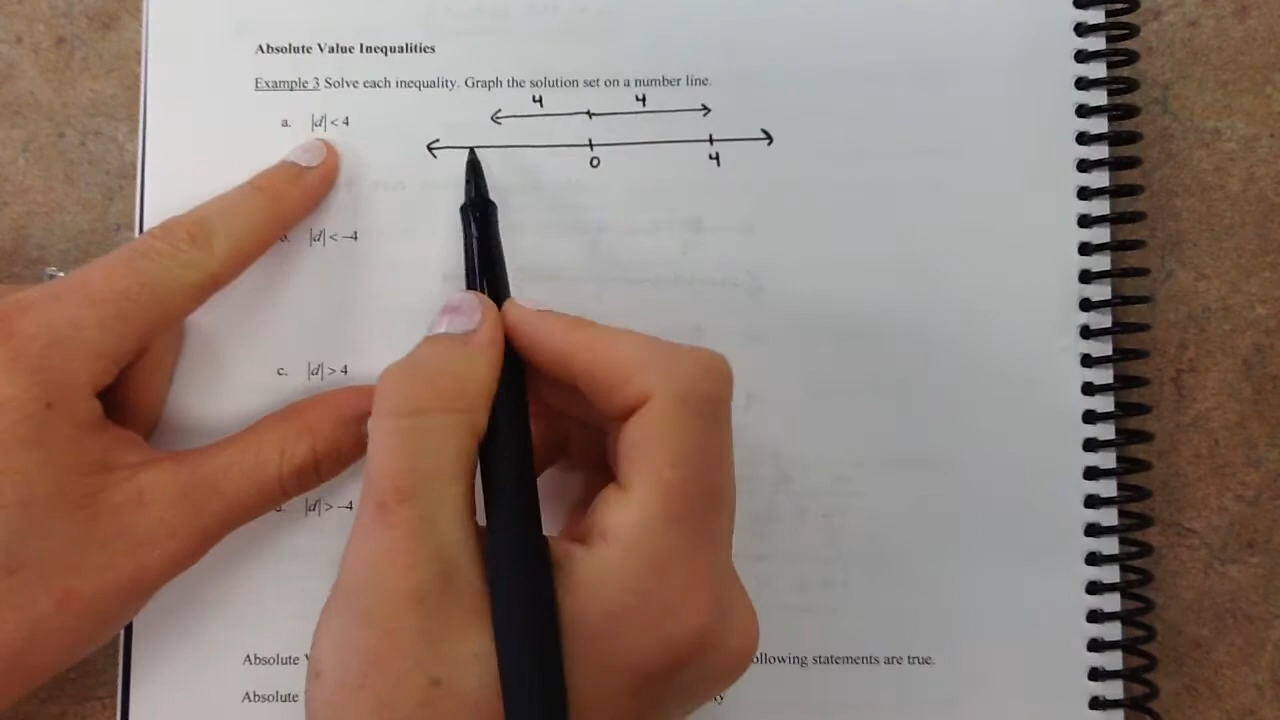 Absolute Value Inequalities
Example 3 Solve each inequality. Graph the solution set on a number line.
4 4
a. |d| < 4
0 4
|d| < -4
c. |d| > 4
|d| > -4
Absolute ollowing statements are true.
Absolute